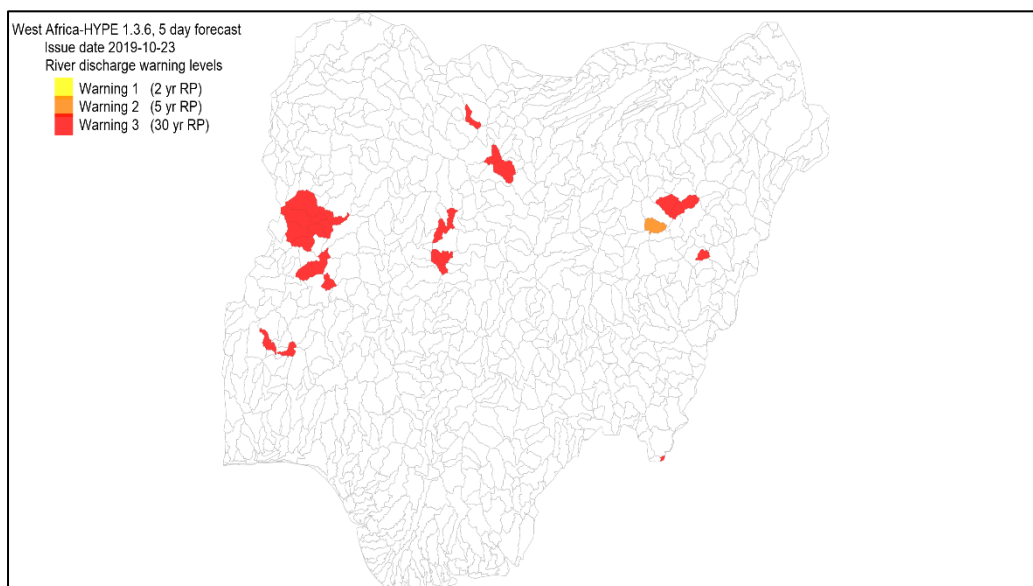 West Africa-HYPE 1.3.6, 5 day forecast
Issue date 2019-10-23
River discharge warning levels
Warning 1 (2 yr RP)
Warning 2 (5 yr RP)
Warning 3 (30 yr RP)